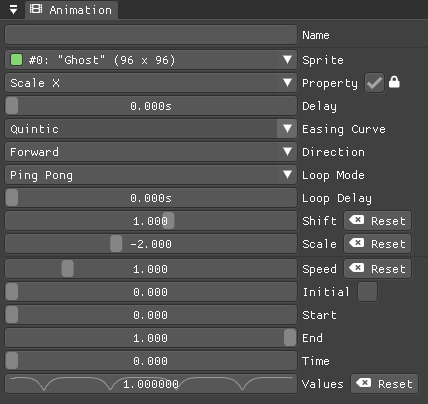 Animation
Name
#0: "Ghost" (96 x 96) Sprite
Scale X Property
0.000s Delay
Quintic Easing Curve
Forward Direction
Ping Pong Loop Mode
0.000s Loop Delay
1.000 Shift Reset
-2.000 Scale Reset
1.000 Speed Reset
0.000 Initial
0.000 Start
1.000 End
0.000 Time
1.000000 Values Reset